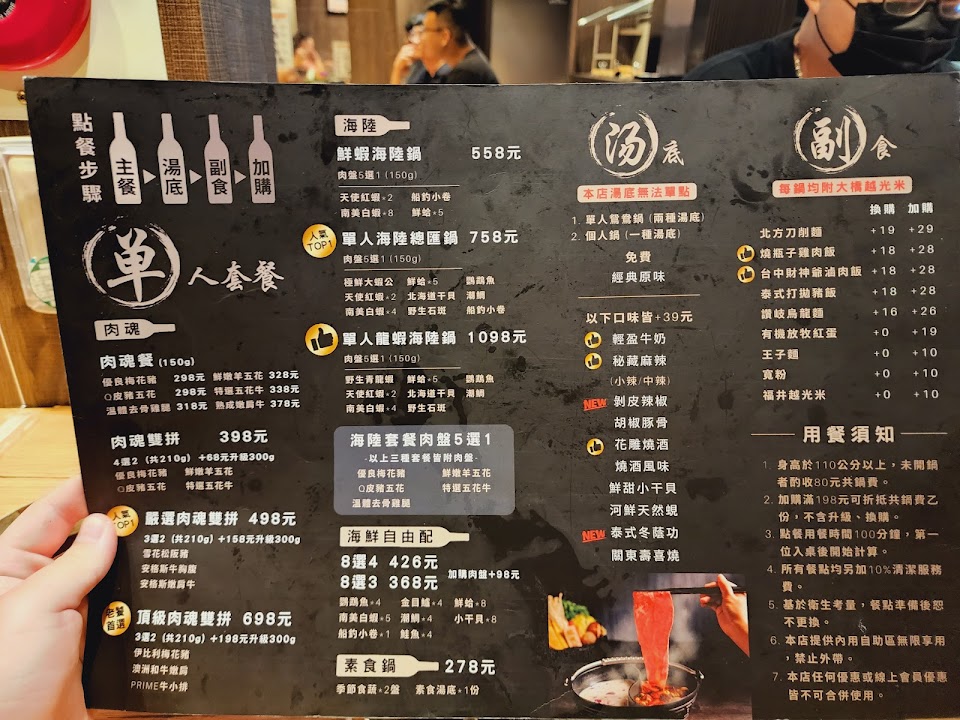 點餐步驟
主餐
湯底
副食
加購
单人套餐
肉魂
肉魂餐 (150g)
優良梅花豬 298元 鮮嫩羊五花 328元
Q皮豬五花 298元 特選五花牛 338元
溫體去骨雞腿 318元 熟成嫩肩牛 378元
肉魂雙拼 398元
4選2 (共210g) +68元升級300g
優良梅花豬 鮮嫩羊五花
Q皮豬五花 特選五花牛
人氣TOP1
嚴選肉魂雙拼 498元
3選2 (共210g) +158元升級300g
雪花松阪豬
安格斯牛胸腹
安格斯嫩肩牛
老饕首選
頂級肉魂雙拼 698元
3選2 (共210g) +198元升級300g
伊比利梅花豬
澳洲和牛嫩肩
PRIME牛小排
海陸
鮮蝦海陸鍋 558元
肉盤5選1 (150g)
天使紅蝦*2 船釣小卷
南美白蝦*8 鮮蛤*5
人氣TOP1
單人海陸總匯鍋 758元
肉盤5選1 (150g)
極鮮大蝦公 鮮蛤*5 鸚鵡魚
天使紅蝦*2 北海道干貝 潮鯛
南美白蝦*4 野生石斑 船釣小卷
單人龍蝦海陸鍋 1098元
肉盤5選1 (150g)
野生青龍蝦 鮮蛤*5 鸚鵡魚
天使紅蝦*2 北海道干貝 潮鯛
南美白蝦*4 野生石斑
海陸套餐肉盤5選1
-以上三種套餐皆附肉盤-
優良梅花豬 鮮嫩羊五花
Q皮豬五花 特選五花牛
溫體去骨雞腿
海鮮自由配
8選4 426元
8選3 368元
加購肉盤+98元
鸚鵡魚*4 金目鱸*4 鮮蛤*8
南美白蝦*5 潮鯛*4 小干貝*8
船釣小卷*1 鮭魚*4
素食鍋 278元
季節食蔬*2盤 素食湯底*1份
汤底
本店湯底無法單點
1. 單人鴛鴦鍋 (兩種湯底)
2. 個人鍋 (一種湯底)
免費
經典原味
以下口味皆+39元
輕盈牛奶
秘藏麻辣
(小辣/中辣)
NEW 剝皮辣椒
胡椒豚骨
花雕燒酒
燒酒風味
鮮甜小干貝
河鮮天然蜆
NEW 泰式冬蔭功
關東壽喜燒
副食
每鍋均附大橋越光米
換購 加購
北方刀削麵 +19 +29
燒瓶子雞肉飯 +18 +28
台中財神爺滷肉飯 +18 +28
泰式打拋豬飯 +18 +28
讚岐烏龍麵 +16 +26
有機放牧紅蛋 +0 +19
王子麵 +0 +10
寬粉 +0 +10
福井越光米 +0 +10
用餐須知
1. 身高於110公分以上，未開鍋
者酌收80元共鍋費。
2. 加購滿198元可折抵共鍋費乙
份，不含升級、換購。
3. 點餐用餐時間100分鐘，第一
位入桌後開始計算。
4. 所有餐點均另加10%清潔服務
費。
5. 基於衛生考量，餐點準備後恕
不更換。
6. 本店提供內用自助區無限享用
，禁止外帶。
7. 本店任何優惠或線上會員優惠
皆不可合併使用。